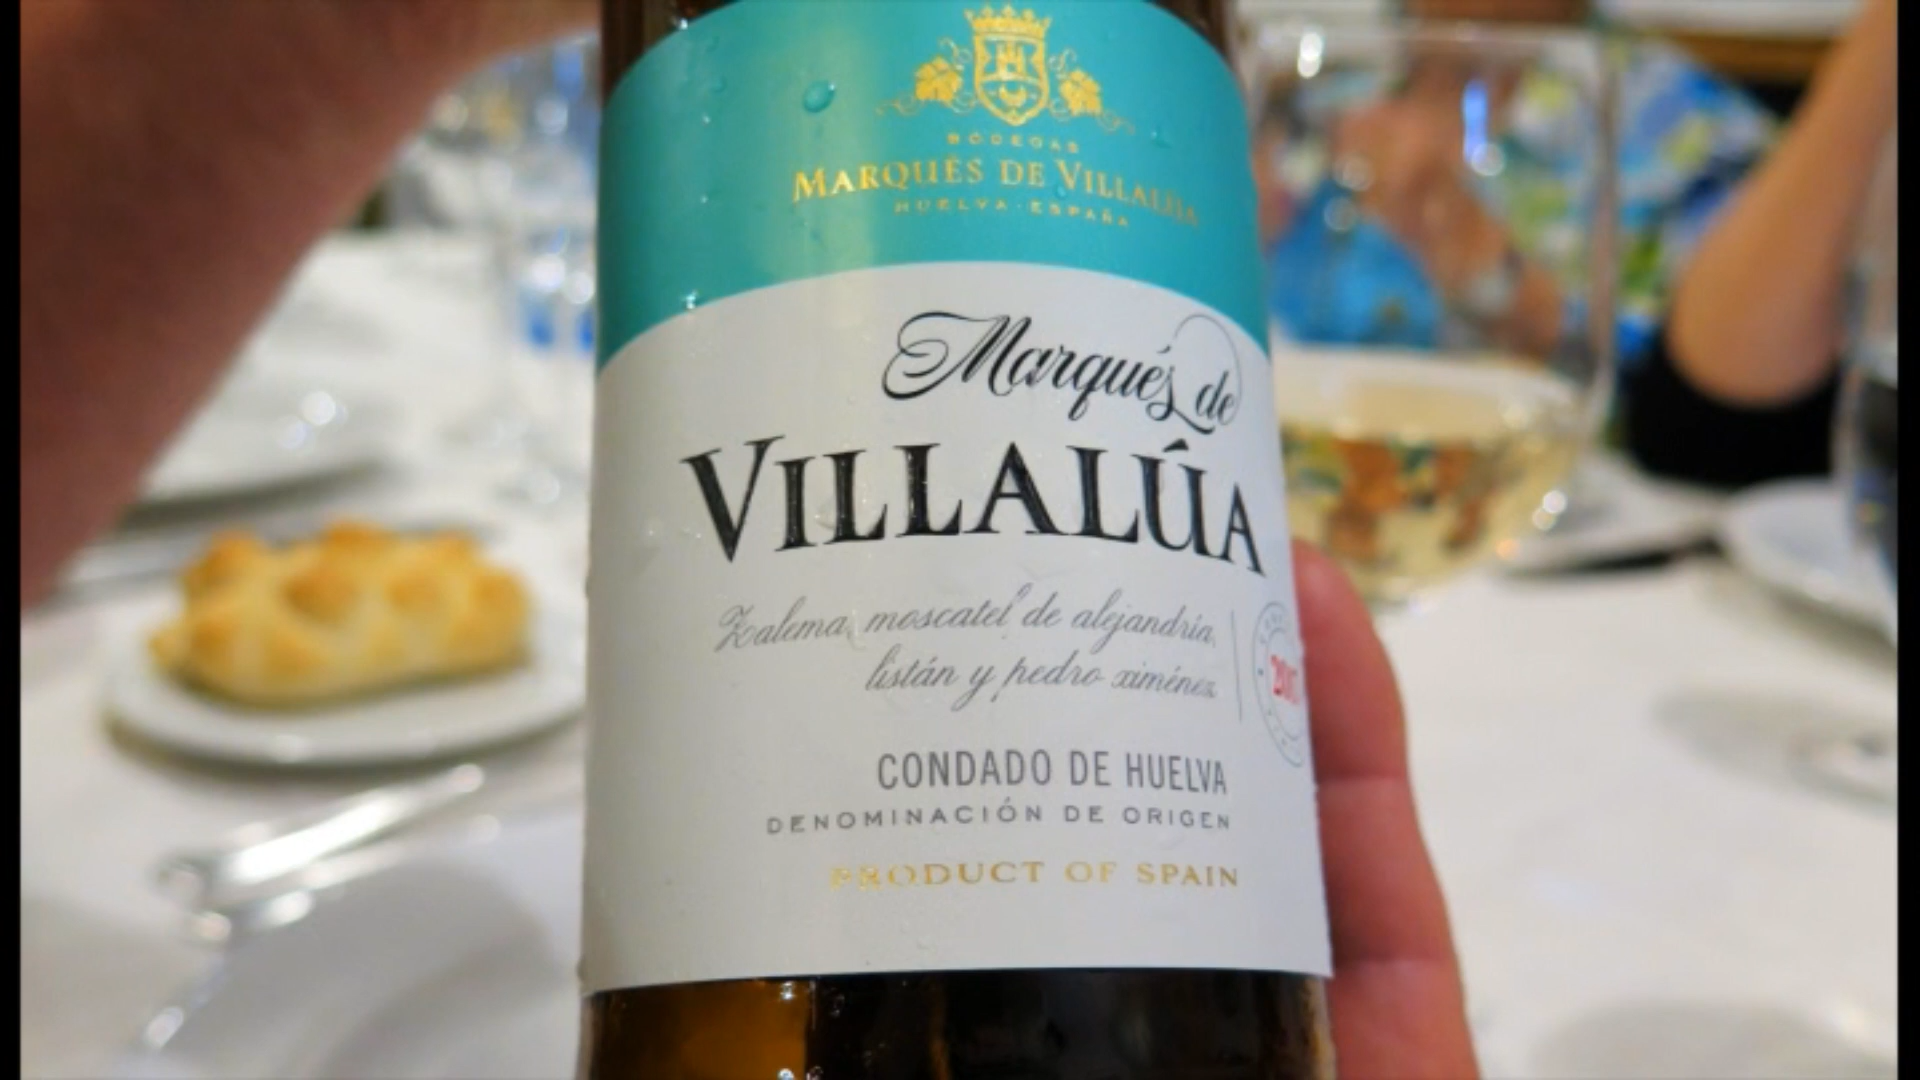 BODEGAS
MARQUÉS DE VILLALÚA
HUELVA · ESPAÑA
Marqués de
VILLALÚA
Zalema, moscatel de alejandría,
listán y pedro ximénez
2017
CONDADO DE HUELVA
DENOMINACIÓN DE ORIGEN
PRODUCT OF SPAIN